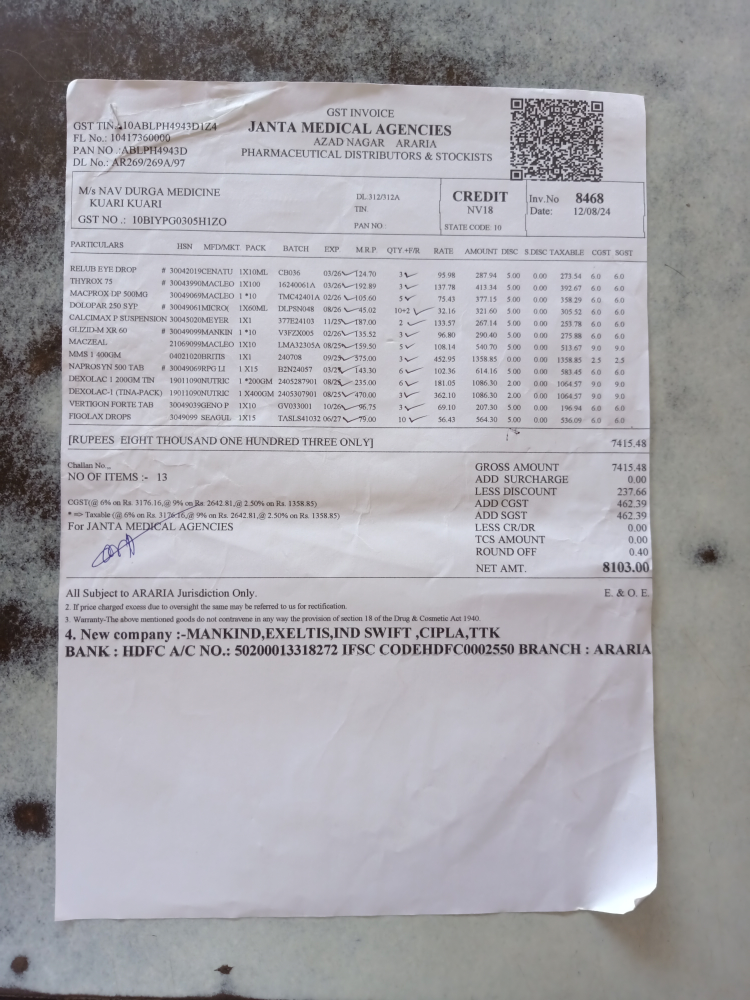 GST INVOICE
GST TIN.:10ABLPH4943D1Z4
JANTA MEDICAL AGENCIES
FL No.: 10417360000
AZAD NAGAR ARARIA
PAN NO .:ABLPH4943D
PHARMACEUTICAL DISTRIBUTORS & STOCKISTS
DL No.: AR269/269A/97
M/s NAV DURGA MEDICINE
KUARI KUARI
GST NO. : 10BIYPG0305H1ZO
DL 312/312A
TIN
PAN NO
CREDIT
NV18
STATE CODE: 10
Inv.No 8468
Date: 12/08/24
PARTICULARS HSN MFD/MKT. PACK BATCH EXP M.R.P. QTY.+F/R RATE AMOUNT DISC S DISC TAXABLE CGST SGST
RELUB EYE DROP # 30042019CENATU 1X10ML CB036 03/26 124.70 3 95.98 287.94 5.00 0.00 273.54 6.0 6.0
THYROX 75 # 30043990MACLEO 1X100 16240061A 03/26 192.89 3 137.78 413.34 5.00 0.00 392.67 6.0 6.0
MACPROX DP 500MG 30049069MACLEO 1 *10 TMC42401A 02/26 105.60 5 75.43 377.15 5.00 0.00 358.29 6.0 6.0
DOLOPAR 250 SYP # 30049061MICRO( 1X60ML DLPSN048 08/26 45.02 10+2 32.16 321.60 5.00 0.00 305.52 6.0 6.0
CALCIMAX P SUSPENSION 30045020MEYER 1X1 377E24103 11/25 187.00 2 133.57 267.14 5.00 0.00 253.78 6.0 6.0
GLIZID-M XR 60 # 30049099MANKIN 1 *10 V3FZX005 02/26 135.52 3 96.80 290.40 5.00 0.00 275.88 6.0 6.0
MACZEAL 21069099MACLEO 1X10 LMA32305A 08/25 159.50 5 108.14 540.70 5.00 0.00 513.67 9.0 9.0
MMS 1 400GM 04021020BRITIS 1X1 240708 09/25 575.00 3 452.95 1358.85 0.00 0.00 1358.85 2.5 2.5
NAPROSYN 500 TAB # 30049069RPG LI 1 X15 B2N24057 03/2 143.30 6 102.36 614.16 5.00 0.00 583.45 6.0 6.0
DEXOLAC 1 200GM TIN 19011090NUTRIC 1 *200GM 2405287901 08/25 235.00 6 181.05 1086.30 2.00 0.00 1064.57 9.0 9.0
DEXOLAC-1 (TINA-PACK) 19011090NUTRIC 1 X400GM 2405307901 08/25 470.00 3 362.10 1086.30 2.00 0.00 1064.57 9.0 9.0
VERTIGON FORTE TAB 30049039GENO P 1X10 GV033001 10/26 96.75 3 69.10 207.30 5.00 0.00 196.94 6.0 6.0
FIGOLAX DROPS 3049099 SEAGUL 1X15 TASLS41032 06/27 79.00 10 56.43 564.30 5.00 0.00 536.09 6.0 6.0
[RUPEES EIGHT THOUSAND ONE HUNDRED THREE ONLY] 7415.48
Challan No._
NO OF ITEMS :- 13
GROSS AMOUNT 7415.48
ADD SURCHARGE 0.00
LESS DISCOUNT 237.66
ADD CGST 462.39
ADD SGST 462.39
LESS CR/DR 0.00
TCS AMOUNT 0.00
ROUND OFF 0.40
NET AMT. 8103.00
CGST(@ 6% on Rs. 3176.16,@ 9% on Rs. 2642.81,@ 2.50% on Rs. 1358.85)
* => Taxable (@ 6% on Rs. 3176.16,@ 9% on Rs. 2642.81,@ 2.50% on Rs. 1358.85)
For JANTA MEDICAL AGENCIES
All Subject to ARARIA Jurisdiction Only. E. & O. E.
2. If price charged excess due to oversight the same may be referred to us for rectification.
3. Warranty-The above mentioned goods do not contravene in any way the provision of section 18 of the Drug & Cosmetic Act 1940.
4. New company :-MANKIND,EXELTIS,IND SWIFT ,CIPLA,TTK
BANK : HDFC A/C NO.: 50200013318272 IFSC CODEHDFC0002550 BRANCH : ARARIA